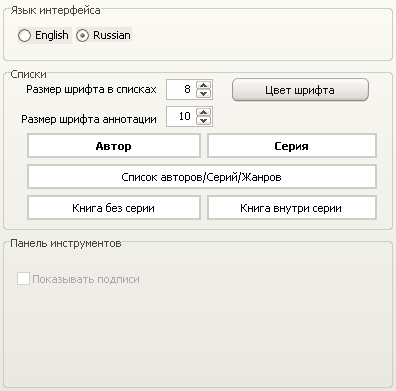 Язык интерфейса
English Russian
Списки
Размер шрифта в списках 8 Цвет шрифта
Размер шрифта аннотации 10
Автор Серия
Список авторов/Серий/Жанров
Книга без серии Книга внутри серии
Панель инструментов
Показывать подписи